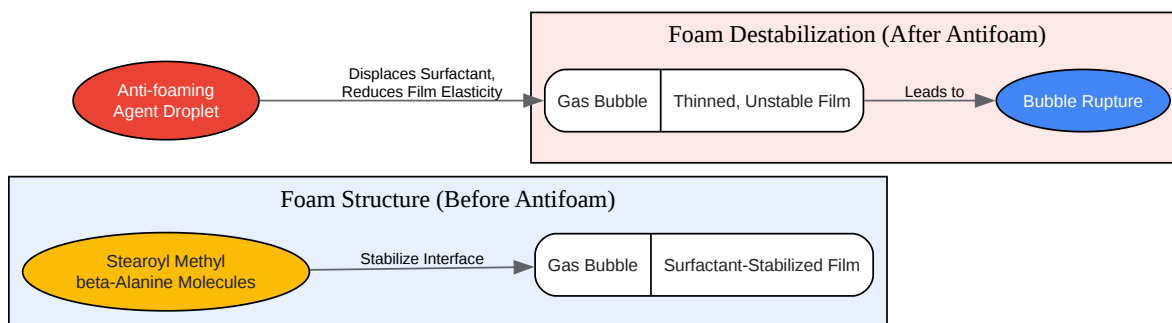 Foam Destabilization (After Antifoam)
Anti-foaming
Agent Droplet
Displaces Surfactant,
Reduces Film Elasticity
Gas Bubble
Thinned, Unstable Film
Leads to
Bubble Rupture
Foam Structure (Before Antifoam)
Stearoyl Methyl
beta-Alanine Molecules
Stabilize Interface
Gas Bubble
Surfactant-Stabilized Film